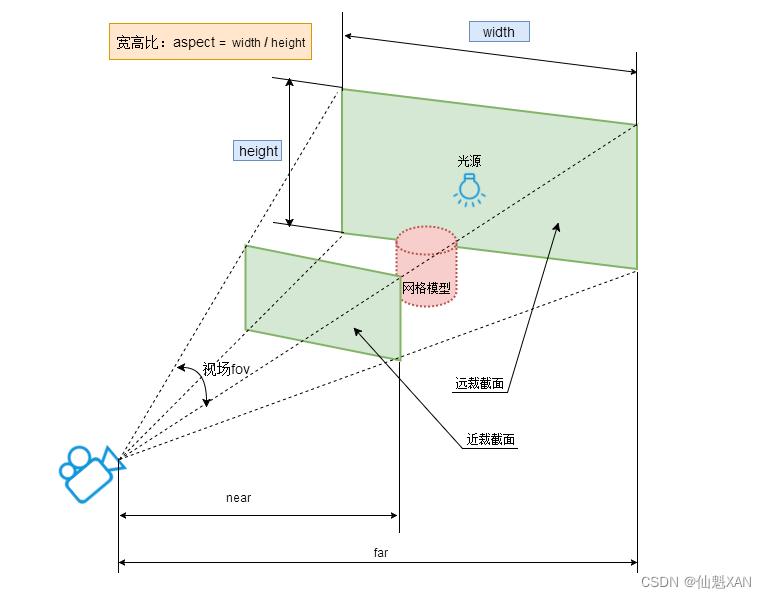 宽高比：aspect = width / height
width
height
光源
网格模型
视场fov
远裁截面
近裁截面
near
far
CSDN @仙魁XAN